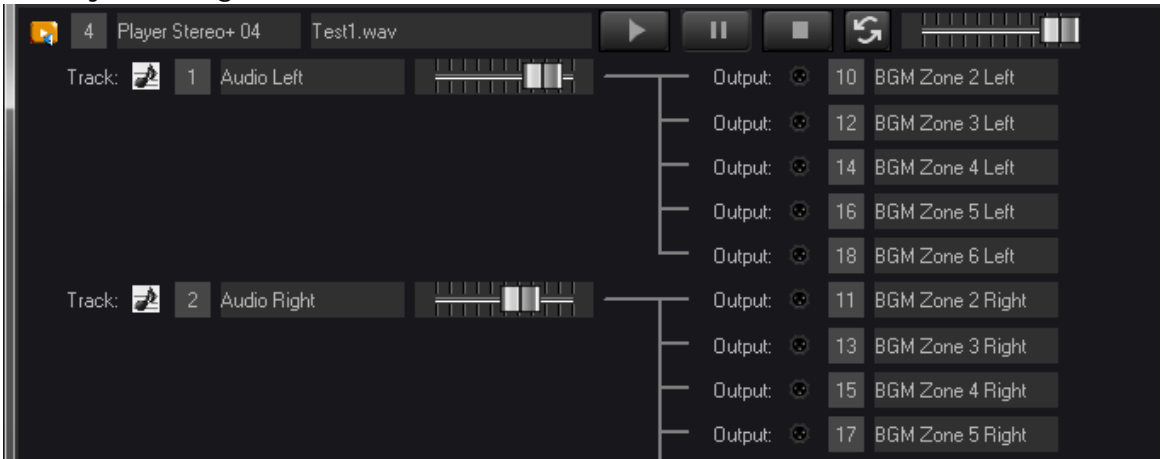 4 Player Stereo+ 04 Test1.wav
Track: 1 Audio Left Output: 10 BGM Zone 2 Left
Output: 12 BGM Zone 3 Left
Output: 14 BGM Zone 4 Left
Output: 16 BGM Zone 5 Left
Output: 18 BGM Zone 6 Left
Track: 2 Audio Right Output: 11 BGM Zone 2 Right
Output: 13 BGM Zone 3 Right
Output: 15 BGM Zone 4 Right
Output: 17 BGM Zone 5 Right